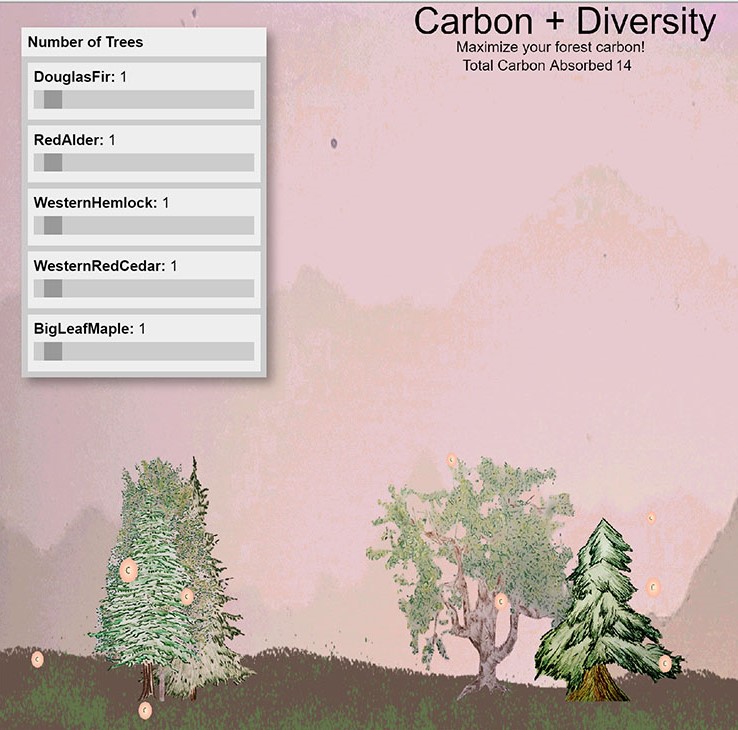 Carbon + Diversity
Maximize your forest carbon!
Total Carbon Absorbed 14
Number of Trees
DouglasFir: 1
RedAlder: 1
WesternHemlock: 1
WesternRedCedar: 1
BigLeafMaple: 1
C
C
C
C
C
C
C
C
C